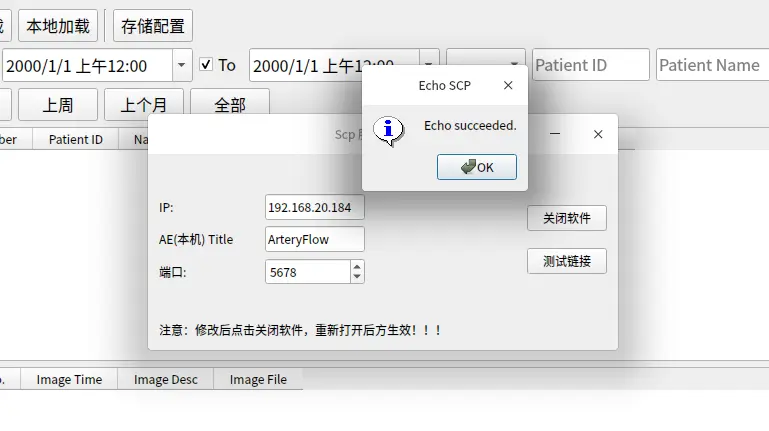 本地加载 存储配置
2000/1/1 上午12:00 To 2000/1/1 上午12:00 Patient ID Patient Name
上周 上个月 全部
Patient ID
Echo SCP
Echo succeeded.
OK
Scp
IP: 192.168.20.184 关闭软件
AE(本机) Title ArteryFlow
测试链接
端口: 5678
注意：修改后点击关闭软件，重新打开后方生效！！！
Image Time Image Desc Image File